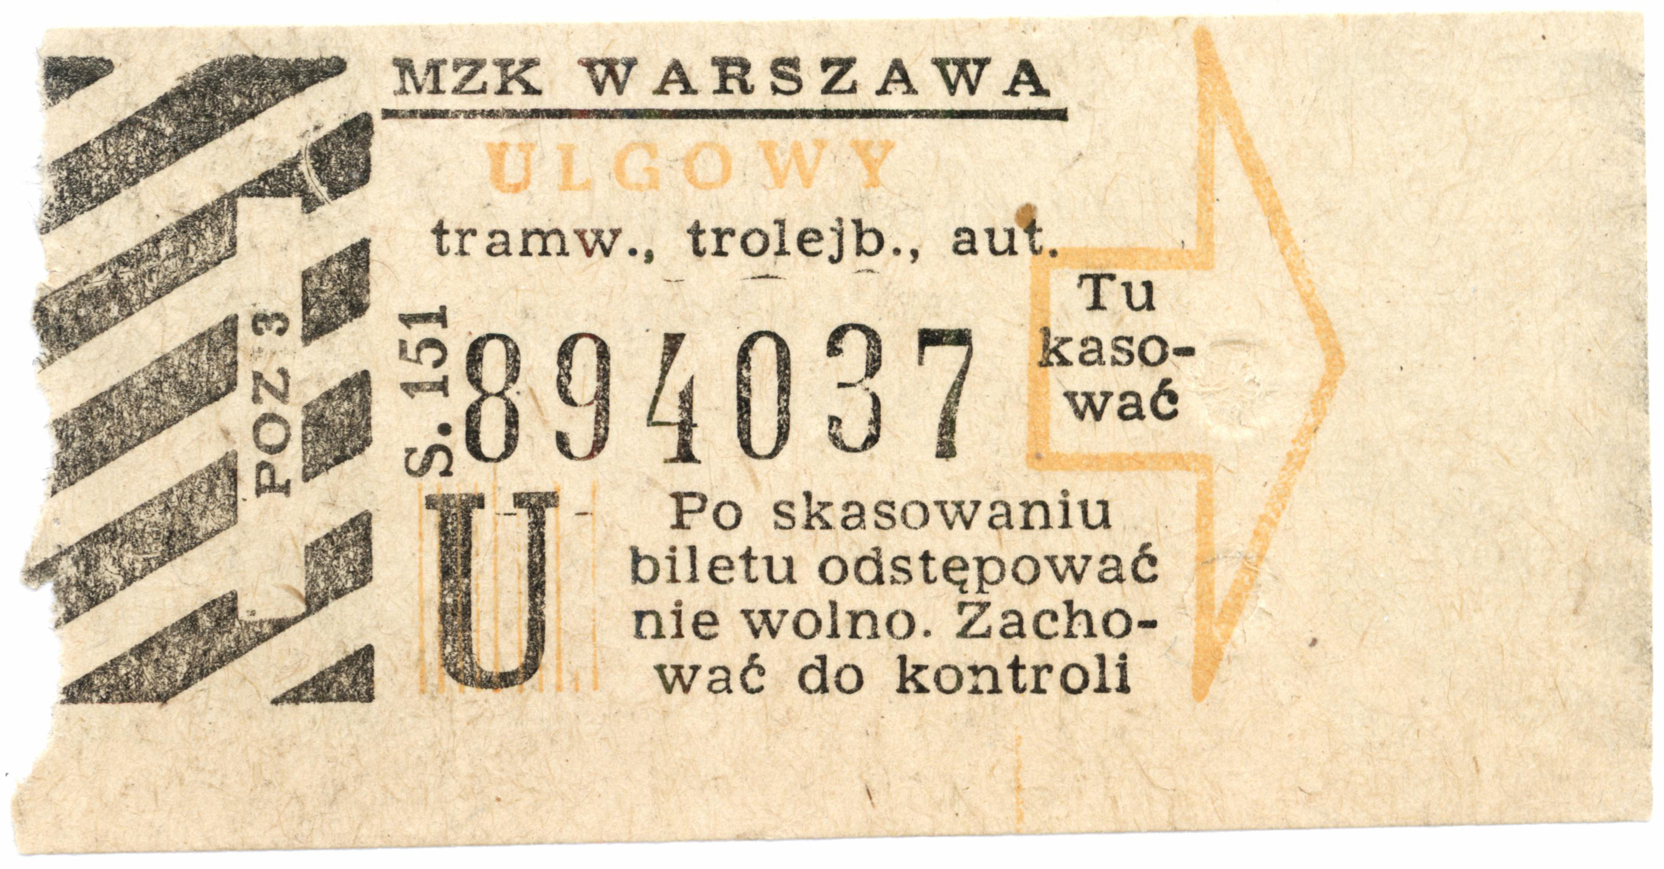 MZK WARSZAWA
ULGOWY
tramw., trolejb., aut.
POZ 3
S. 151
894037
Tu
kaso-
wać
U
Po skasowaniu
biletu odstępować
nie wolno. Zacho-
wać do kontroli